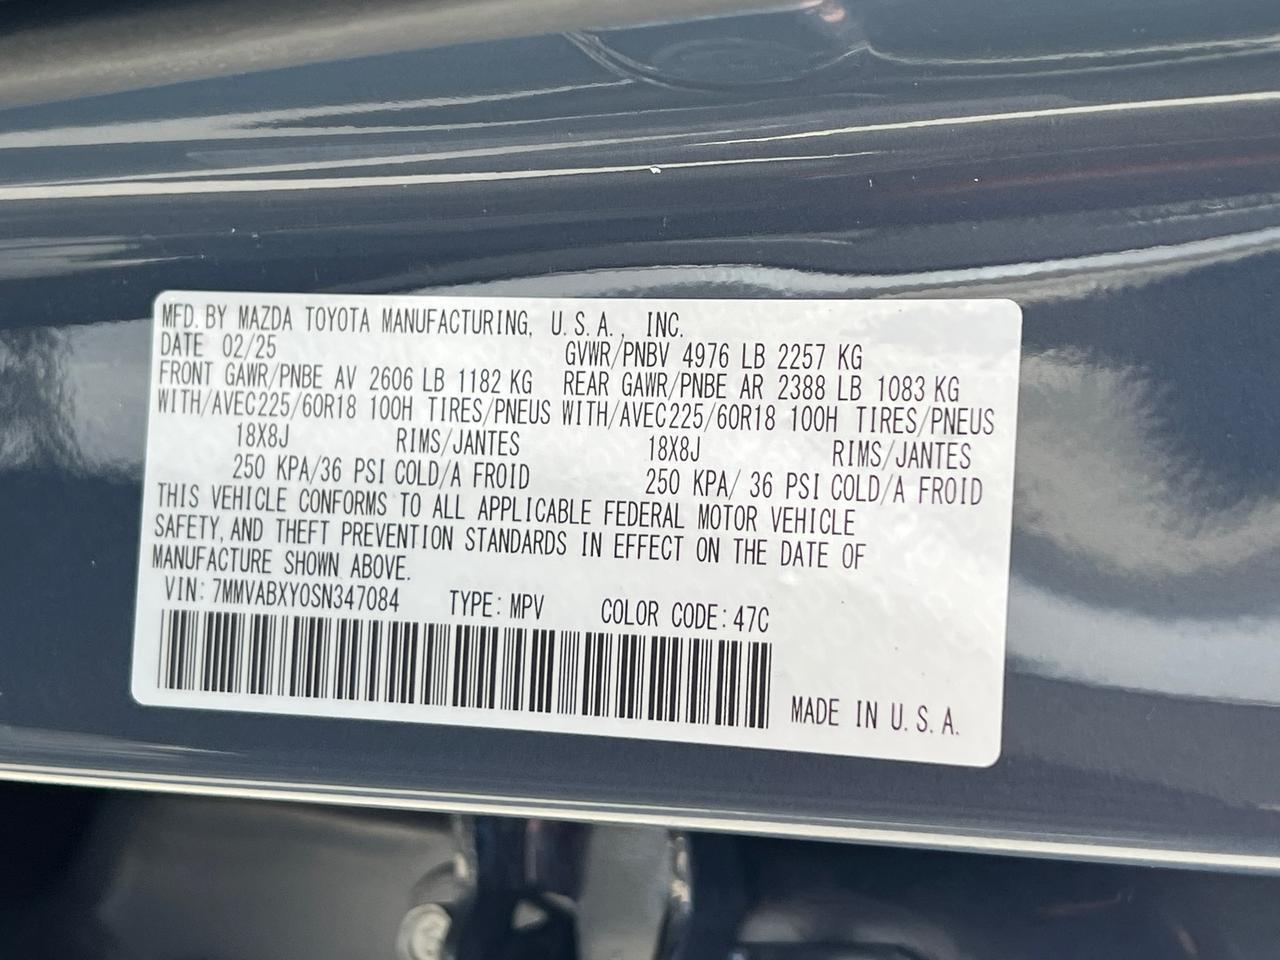 MFD. BY MAZDA TOYOTA MANUFACTURING, U.S.A., INC.
DATE 02/25 GVWR/PNBV 4976 LB 2257 KG
FRONT GAWR/PNBE AV 2606 LB 1182 KG REAR GAWR/PNBE AR 2388 LB 1083 KG
WITH/AVEC225/60R18 100H TIRES/PNEUS WITH/AVEC225/60R18 100H TIRES/PNEUS
18X8J RIMS/JANTES 18X8J RIMS/JANTES
250 KPA/36 PSI COLD/A FROID 250 KPA/ 36 PSI COLD/A FROID
THIS VEHICLE CONFORMS TO ALL APPLICABLE FEDERAL MOTOR VEHICLE
SAFETY, AND THEFT PREVENTION STANDARDS IN EFFECT ON THE DATE OF
MANUFACTURE SHOWN ABOVE.
VIN: 7MMVABXY0SN347084 TYPE: MPV COLOR CODE: 47C
MADE IN U.S.A.